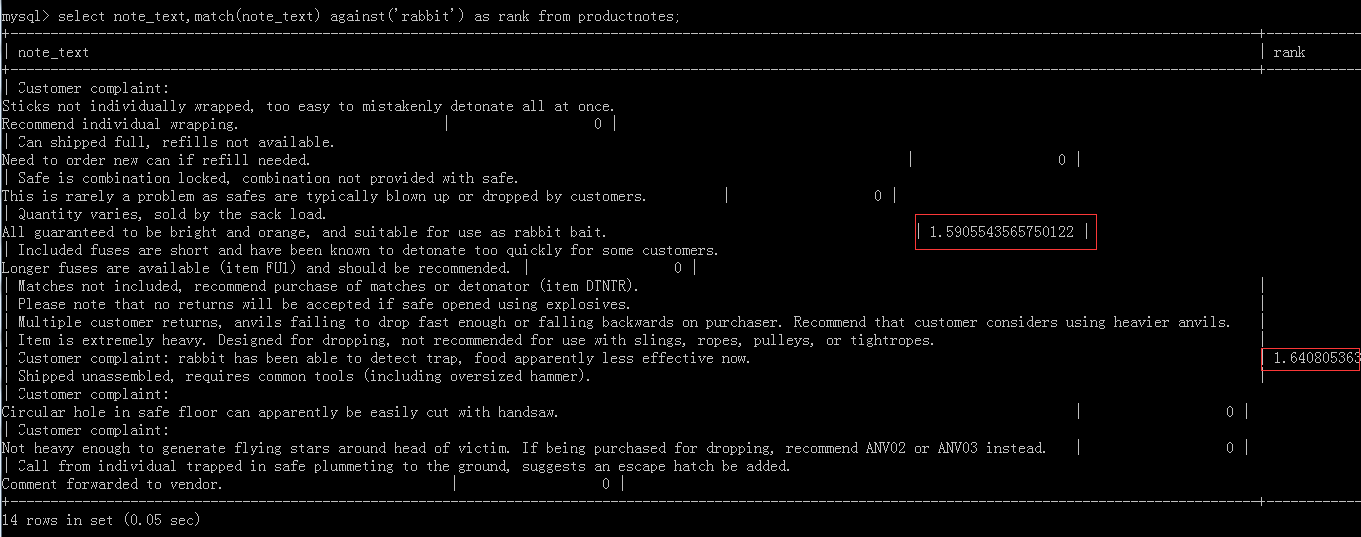 mysql> select note_text,match(note_text) against('rabbit') as rank from productnotes;
| note_text | rank
| Customer complaint:
Sticks not individually wrapped, too easy to mistakenly detonate all at once.
Recommend individual wrapping. | 0 |
| Can shipped full, refills not available.
Need to order new can if refill needed. | 0 |
| Safe is combination locked, combination not provided with safe.
This is rarely a problem as safes are typically blown up or dropped by customers. | 0 |
| Quantity varies, sold by the sack load.
All guaranteed to be bright and orange, and suitable for use as rabbit bait. | 1.5905543565750122 |
| Included fuses are short and have been known to detonate too quickly for some customers.
Longer fuses are available (item FU1) and should be recommended. | 0 |
| Matches not included, recommend purchase of matches or detonator (item DTNTR). |
| Please note that no returns will be accepted if safe opened using explosives. |
| Multiple customer returns, anvils failing to drop fast enough or falling backwards on purchaser. Recommend that customer considers using heavier anvils. |
| Item is extremely heavy. Designed for dropping, not recommended for use with slings, ropes, pulleys, or tightropes. |
| Customer complaint: rabbit has been able to detect trap, food apparently less effective now. | 1.640805363
| Shipped unassembled, requires common tools (including oversized hammer). |
| Customer complaint:
Circular hole in safe floor can apparently be easily cut with handsaw. | 0 |
| Customer complaint:
Not heavy enough to generate flying stars around head of victim. If being purchased for dropping, recommend ANV02 or ANV03 instead. | 0 |
| Call from individual trapped in safe plummeting to the ground, suggests an escape hatch be added.
Comment forwarded to vendor. | 0 |
14 rows in set (0.05 sec)